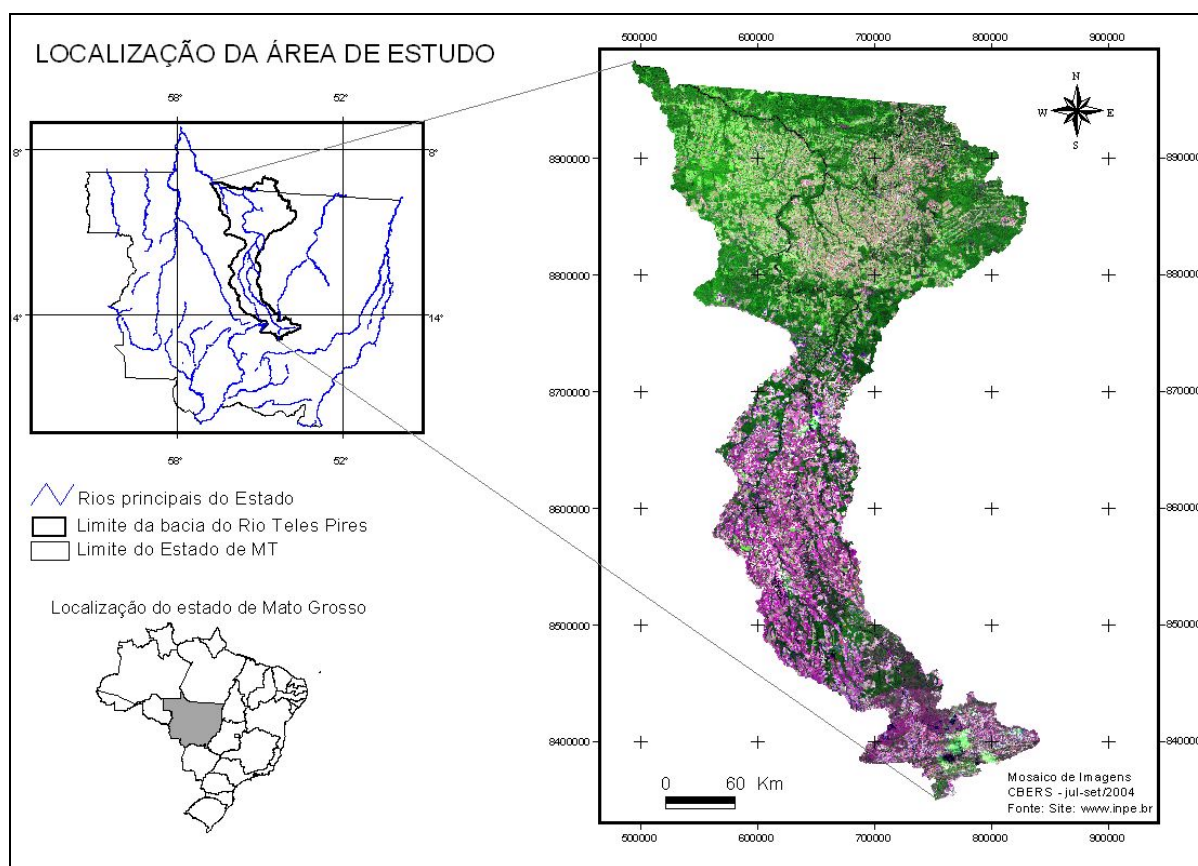 LOCALIZAÇÃO DA ÁREA DE ESTUDO
58° 52°
8° 8°
4° 14°
58° 52°
Rios principais do Estado
Limite da bacia do Rio Teles Pires
Limite do Estado de MT
Localização do estado de Mato Grosso
500000 600000 700000 800000 900000
N
W E
S
8900000 8900000
8800000 8800000
8700000 8700000
8600000 8600000
8500000 8500000
8400000 8400000
0 60 Km
Mosaico de Imagens
CBERS - jul-set/2004
Fonte: Site: www.inpe.br
500000 600000 700000 800000 900000